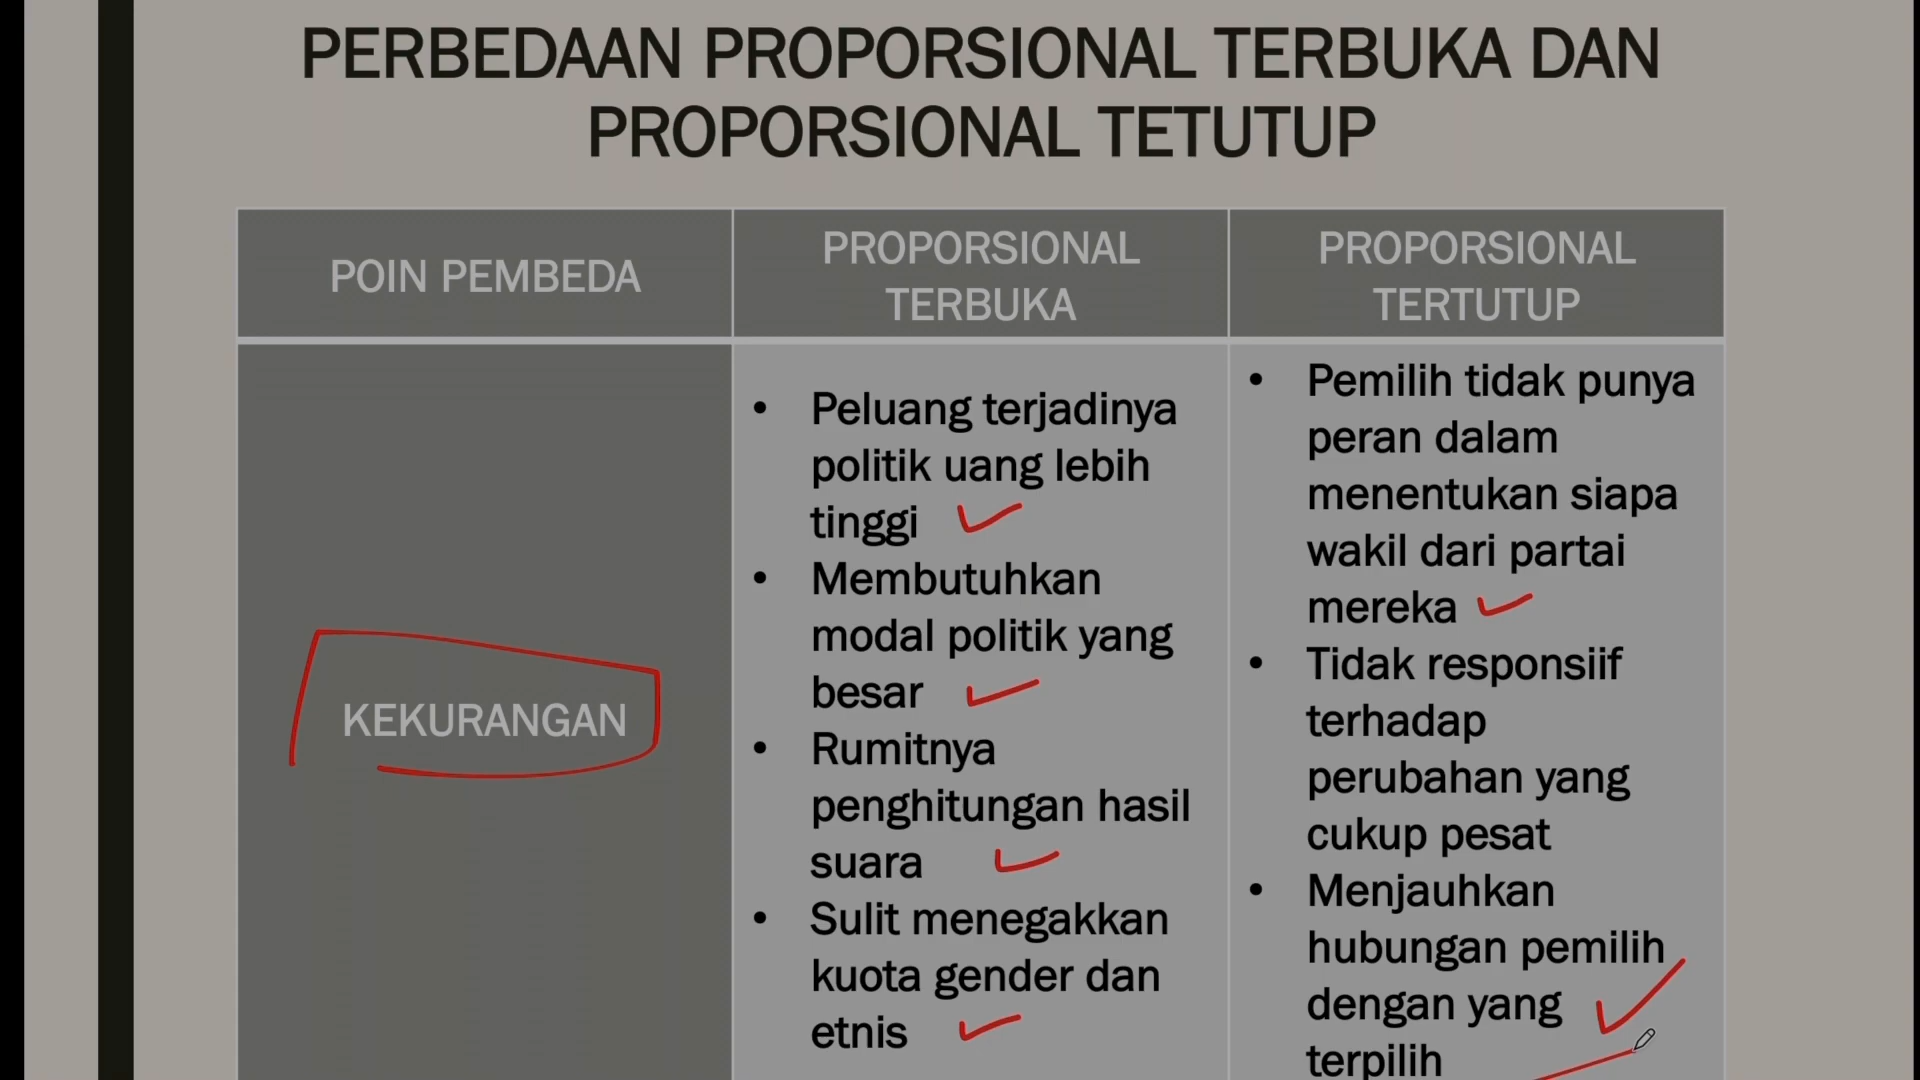 PERBEDAAN PROPORSIONAL TERBUKA DAN
PROPORSIONAL TETUTUP
POIN PEMBEDA
PROPORSIONAL
TERBUKA
PROPORSIONAL
TERTUTUP
KEKURANGAN
• Peluang terjadinya
politik uang lebih
tinggi
• Membutuhkan
modal politik yang
besar
• Rumitnya
penghitungan hasil
suara
• Sulit menegakkan
kuota gender dan
etnis
• Pemilih tidak punya
peran dalam
menentukan siapa
wakil dari partai
mereka
• Tidak responsiif
terhadap
perubahan yang
cukup pesat
• Menjauhkan
hubungan pemilih
dengan yang
terpilih